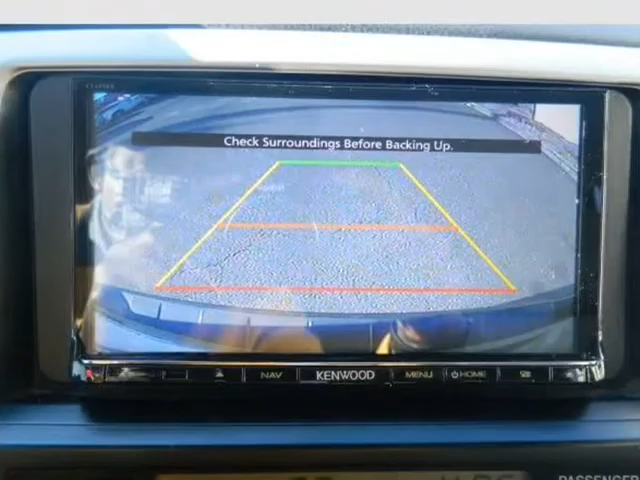 Check Surroundings Before Backing Up.
NAV
KENWOOD
MENU
HOME
PASSENGER